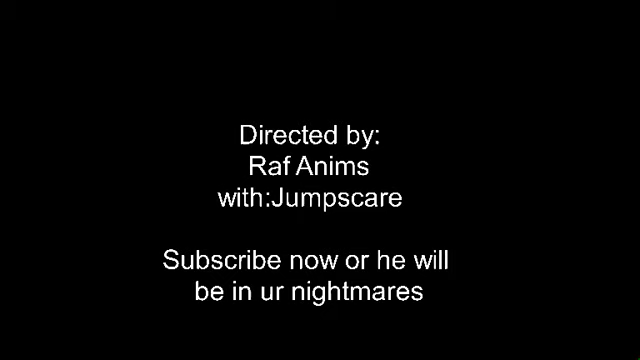 Directed by:
Raf Anims
with:Jumpscare
Subscribe now or he will
be in ur nightmares